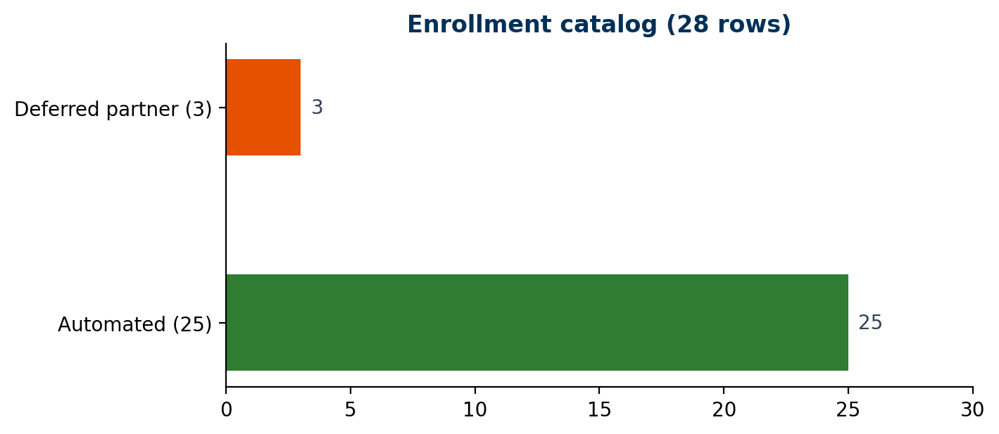 Enrollment catalog (28 rows)
Deferred partner (3)
3
Automated (25)
25
0 5 10 15 20 25 30